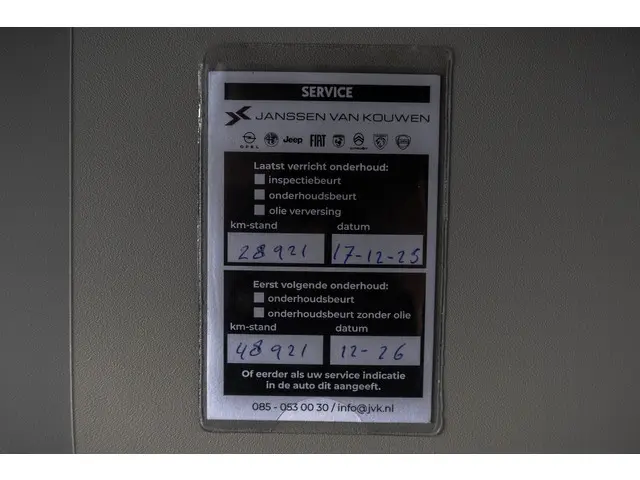 SERVICE
JANSSEN VAN KOUWEN
OPEL Jeep FIAT
Laatst verricht onderhoud:
inspectiebeurt
onderhoudsbeurt
olie verversing
km-stand datum
28921 17-12-25
Eerst volgende onderhoud:
onderhoudsbeurt
onderhoudsbeurt zonder olie
km-stand datum
48921 12-26
Of eerder als uw service indicatie
in de auto dit aangeeft.
085 - 053 00 30 / info@jvk.nl